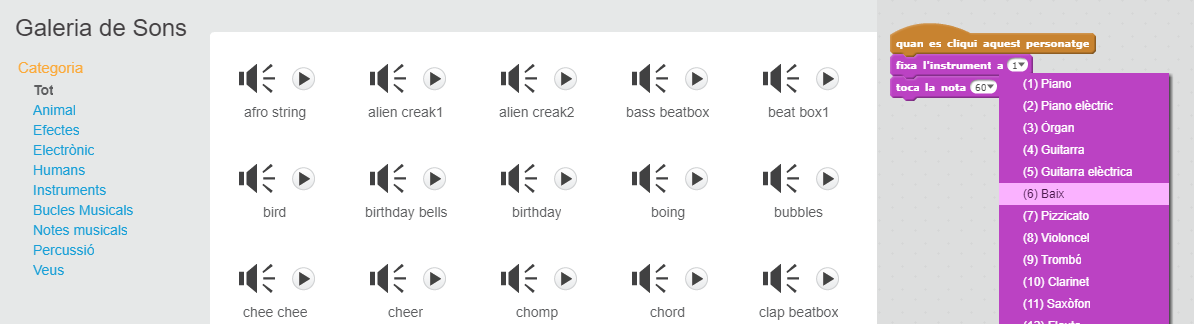 Galeria de Sons
Categoria
Tot
Animal
Efectes
Electrònic
Humans
Instruments
Bucles Musicals
Notes musicals
Percussió
Veus
afro string
alien creak1
alien creak2
bass beatbox
beat box1
bird
birthday bells
birthday
boing
bubbles
chee chee
cheer
chomp
chord
clap beatbox
quan es cliqui aquest personatge
fixa l'instrument a 1
toca la nota 60
(1) Piano
(2) Piano elèctric
(3) Òrgan
(4) Guitarra
(5) Guitarra elèctrica
(6) Baix
(7) Pizzicato
(8) Violoncel
(9) Trombó
(10) Clarinet
(11) Saxòfon